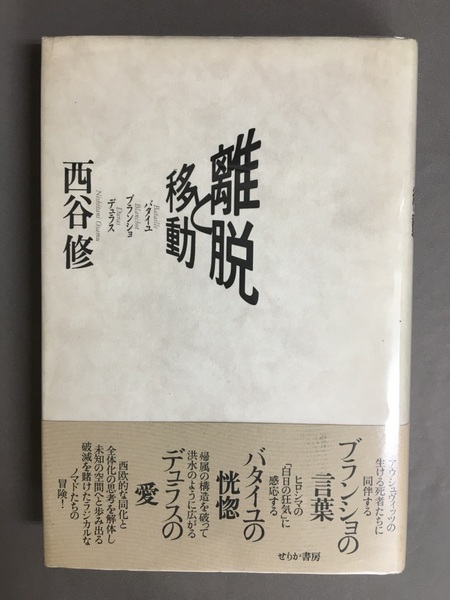 離脱
と
移動
バタイユ
Bataille
ブランショ
Blanchot
デュラス
Duras
西谷修
Nishitani Osamu
アウシュヴィッツの
生ける死者たちに
同伴する
ブランショの
言葉
ヒロシマの
「白日の狂気」に
感応する
バタイユの
恍惚
帰属の構造を破って
洪水のように広がる
デュラスの
愛
西欧的な同化と
全体化の思考を解体し
未知の空間へと歩み出る
破滅を賭けたラジカルな
ノマドたちの
冒険！
せりか書房